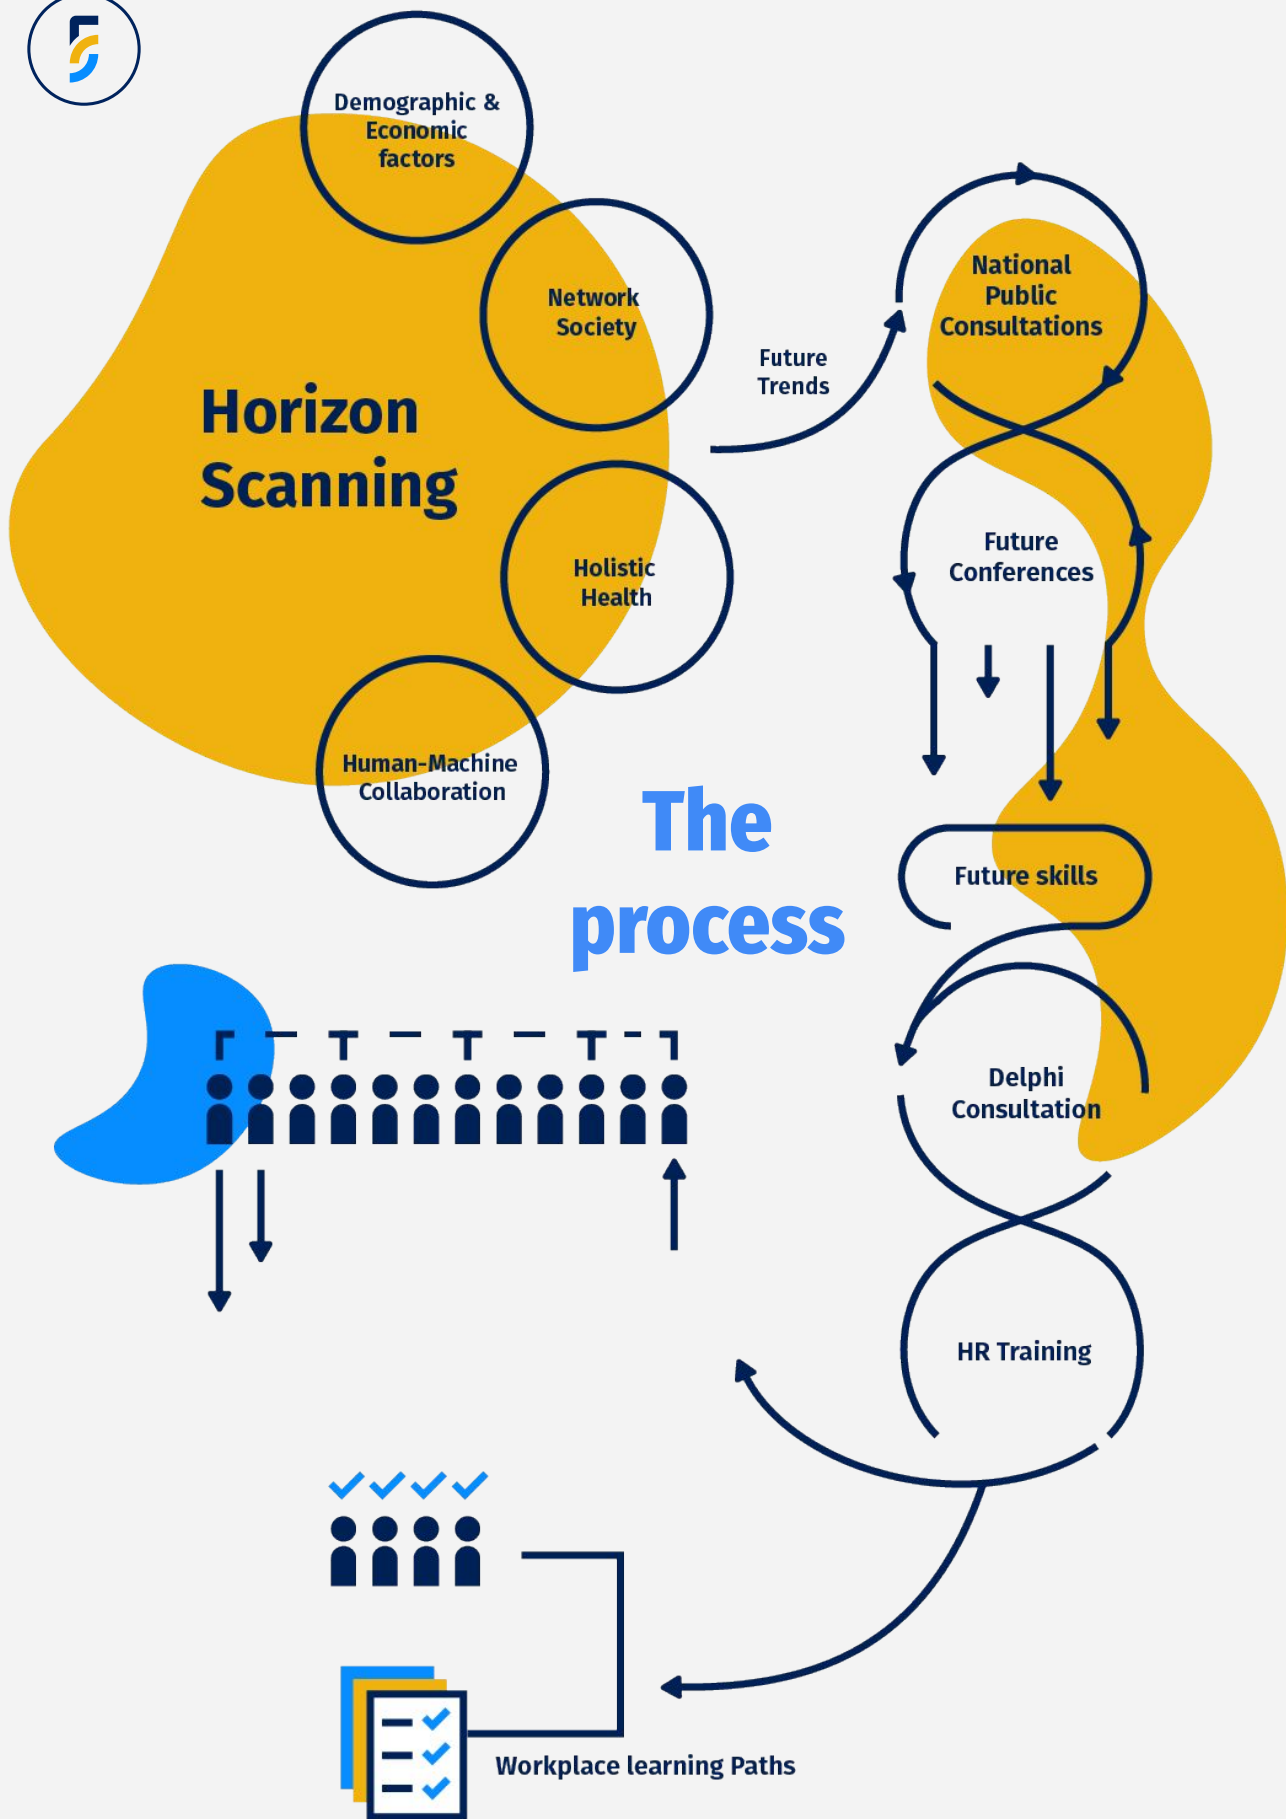 Demographic &
Economic
factors
Network
Society
Horizon
Scanning
Holistic
Health
Human-Machine
Collaboration
Future
Trends
National
Public
Consultations
Future
Conferences
The
process
Future skills
Delphi
Consultation
HR Training
Workplace learning Paths